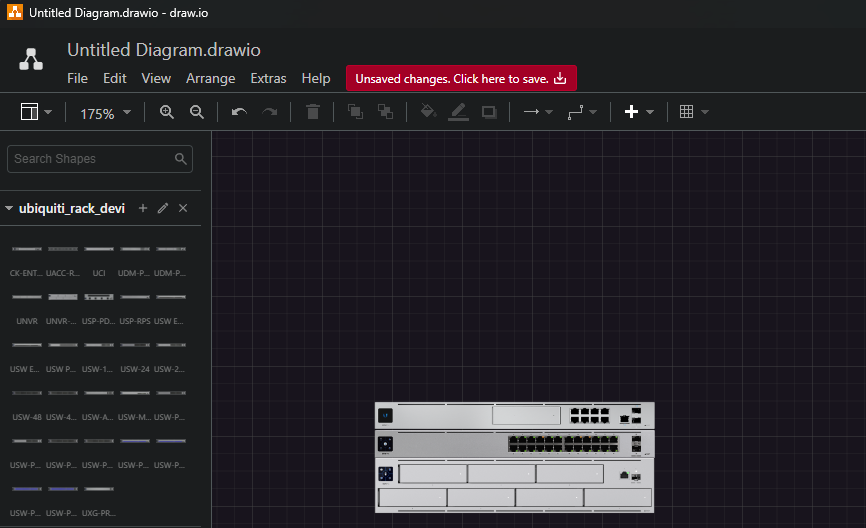 Untitled Diagram.drawio - draw.io
Untitled Diagram.drawio
File Edit View Arrange Extras Help Unsaved changes. Click here to save.
175%
Search Shapes
ubiquiti_rack_devi
CK-ENT... UACC-R... UCI UDM-P... UDM-P...
UNVR UNVR-... USP-PD... USP-RPS USW E...
USW E... USW P... USW-1... USW-24 USW-2...
USW-48 USW-4... USW-A... USW-M... USW-P...
USW-P... USW-P... USW-P... USW-P... USW-P...
USW-P... USW-P... UXG-PR...